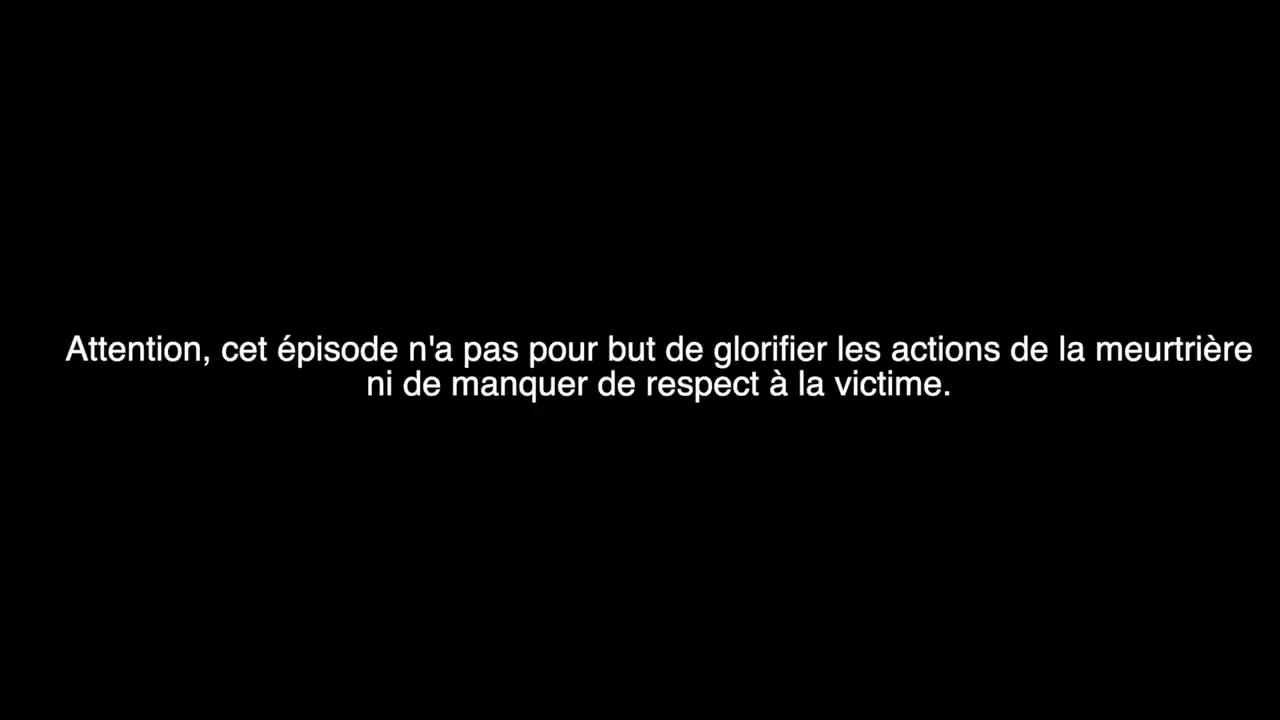 Attention, cet épisode n'a pas pour but de glorifier les actions de la meurtrière
ni de manquer de respect à la victime.